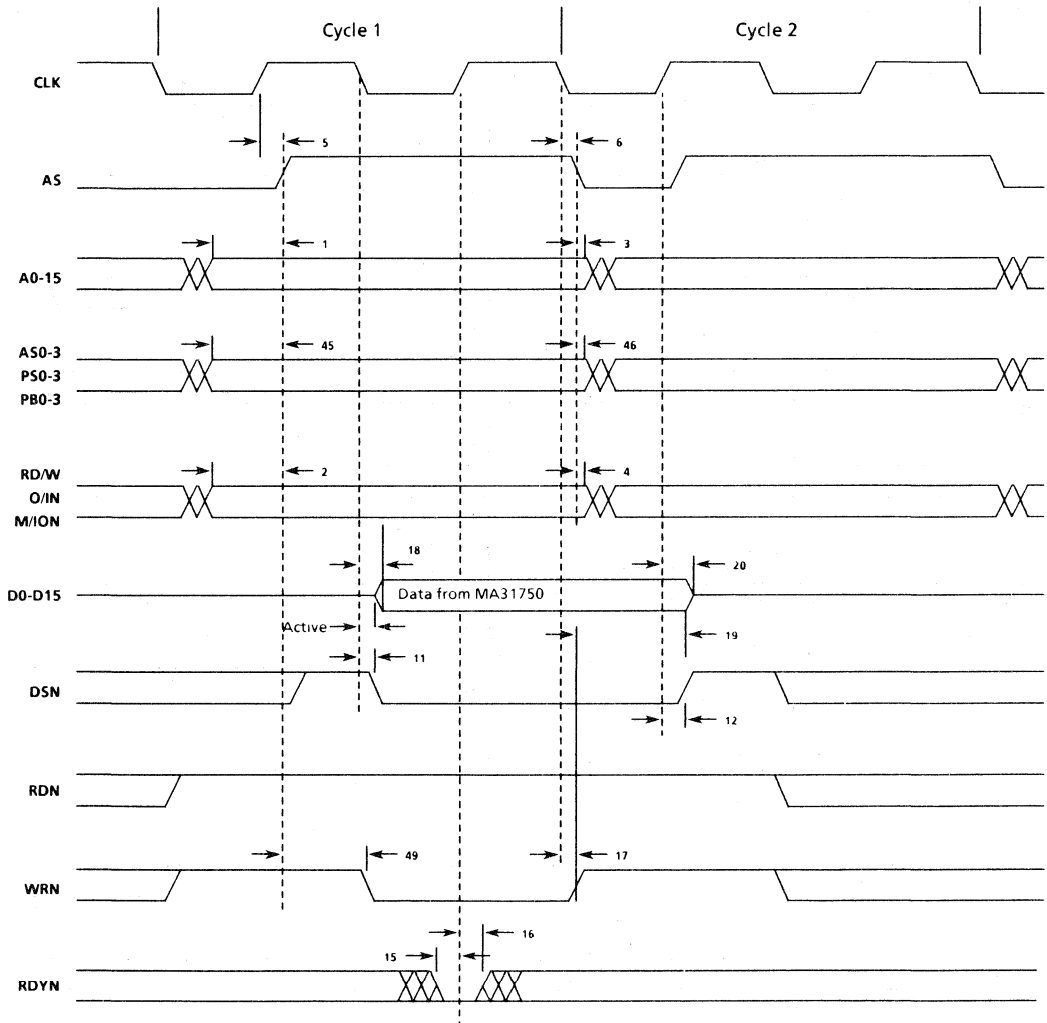 Cycle 1
Cycle 2
CLK
5
6
AS
1
3
A0-15
AS0-3
45
46
PS0-3
PB0-3
RD/W
2
4
O/IN
M/ION
18
20
D0-D15
Data from MA31750
Active
19
11
DSN
12
RDN
49
17
WRN
16
15
RDYN